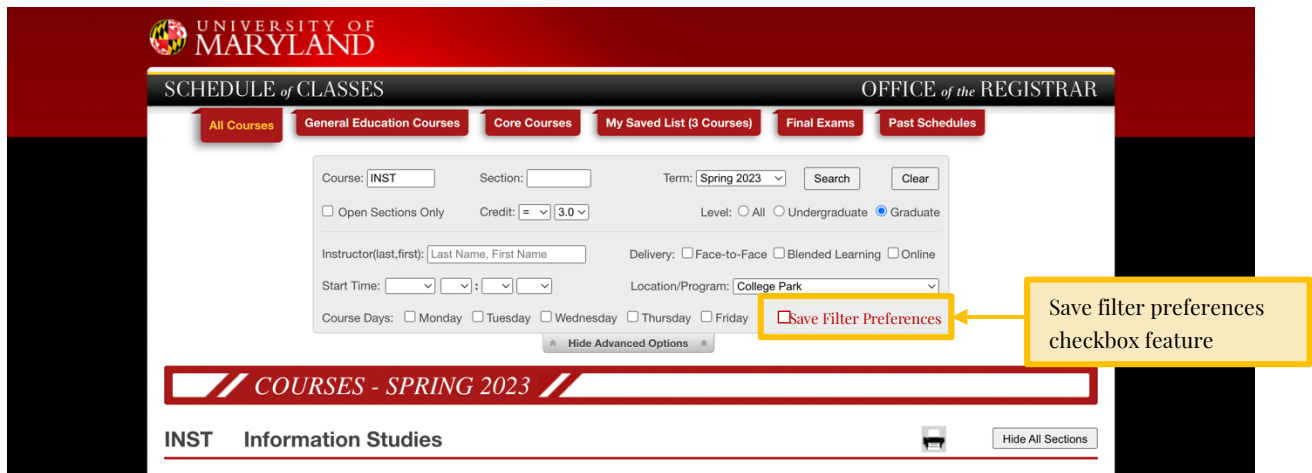 UNIVERSITY OF
MARYLAND
SCHEDULE of CLASSES OFFICE of the REGISTRAR
All Courses General Education Courses Core Courses My Saved List (3 Courses) Final Exams Past Schedules
Course: INST Section: Term: Spring 2023 Search Clear
Open Sections Only Credit: = 3.0 Level: All Undergraduate Graduate
Instructor(last,first): Last Name, First Name Delivery: Face-to-Face Blended Learning Online
Start Time: : Location/Program: College Park
Course Days: Monday Tuesday Wednesday Thursday Friday Save Filter Preferences
Hide Advanced Options
Save filter preferences
checkbox feature
COURSES - SPRING 2023
INST Information Studies Hide All Sections